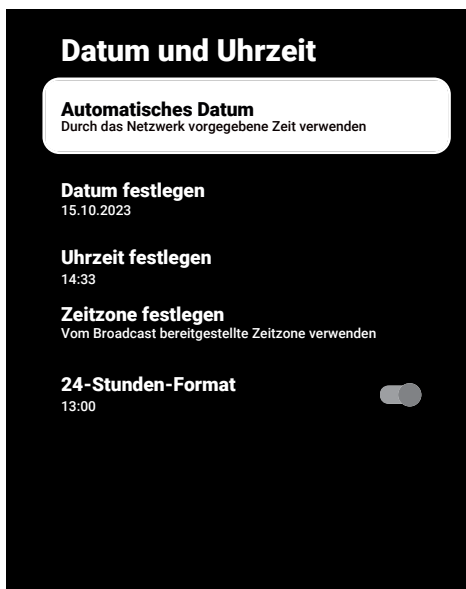 Datum und Uhrzeit
Automatisches Datum
Durch das Netzwerk vorgegebene Zeit verwenden
Datum festlegen
15.10.2023
Uhrzeit festlegen
14:33
Zeitzone festlegen
Vom Broadcast bereitgestellte Zeitzone verwenden
24-Stunden-Format
13:00